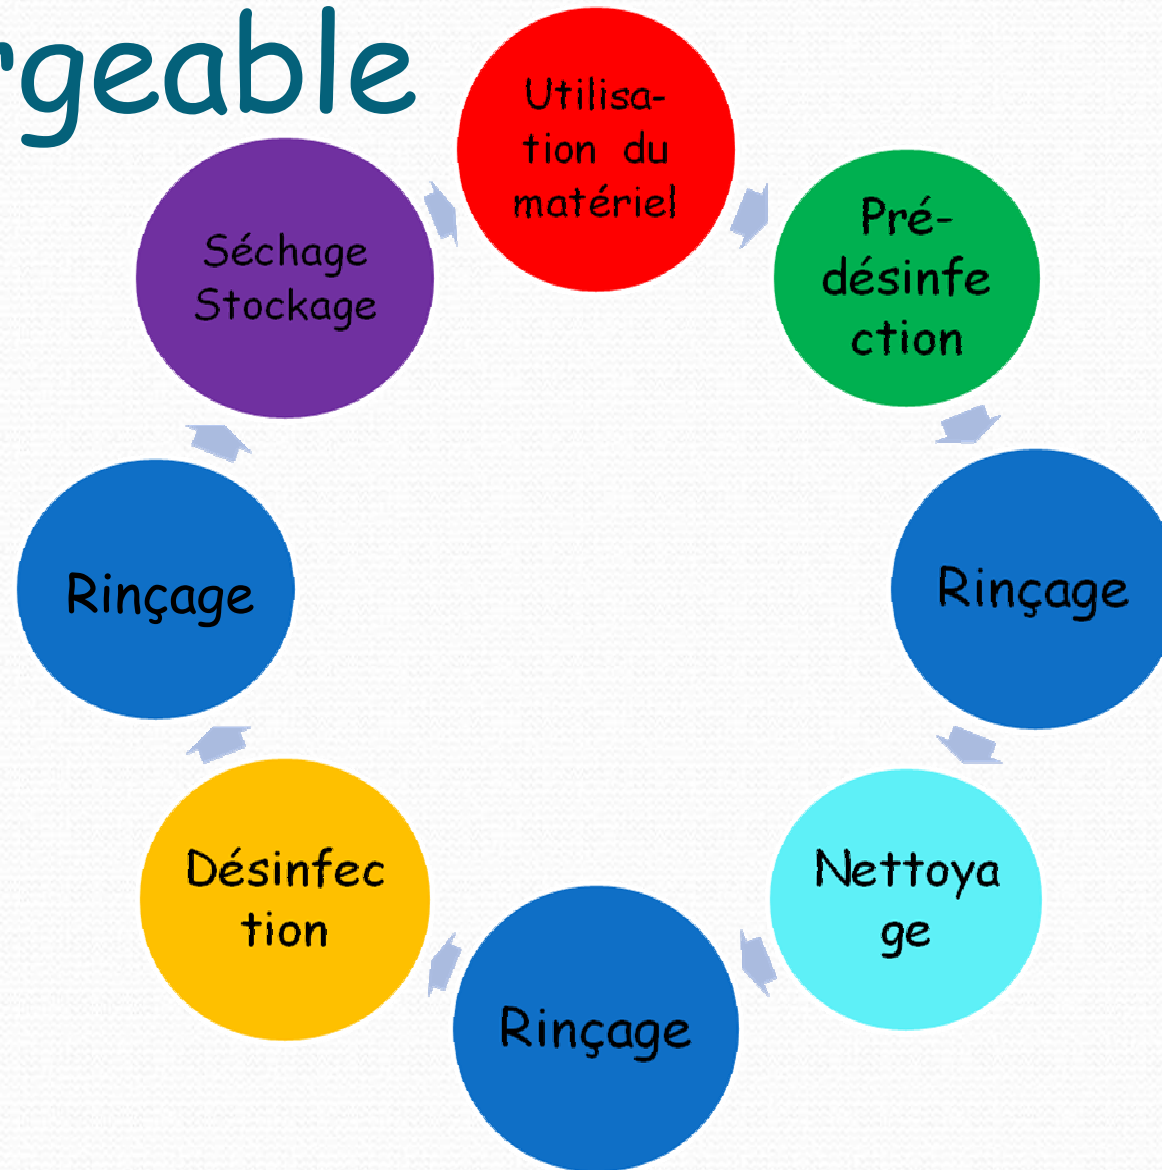 rgeable
Utilisa-
tion du
matériel
Pré-
désinfe
ction
Rinçage
Nettoya
ge
Rinçage
Désinfec
tion
Rinçage
Séchage
Stockage